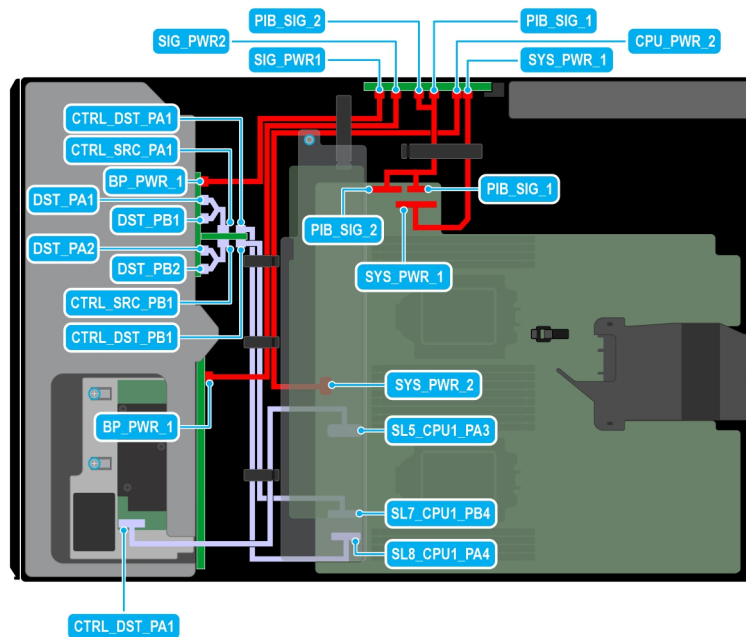 PIB_SIG_2
PIB_SIG_1
SIG_PWR2
CPU_PWR_2
SIG_PWR1
SYS_PWR_1
CTRL_DST_PA1
CTRL_SRC_PA1
BP_PWR_1
DST_PA1
DST_PB1
DST_PA2
DST_PB2
CTRL_SRC_PB1
CTRL_DST_PB1
PIB_SIG_1
PIB_SIG_2
SYS_PWR_1
SYS_PWR_2
BP_PWR_1
SL5_CPU1_PA3
SL7_CPU1_PB4
SL8_CPU1_PA4
CTRL_DST_PA1